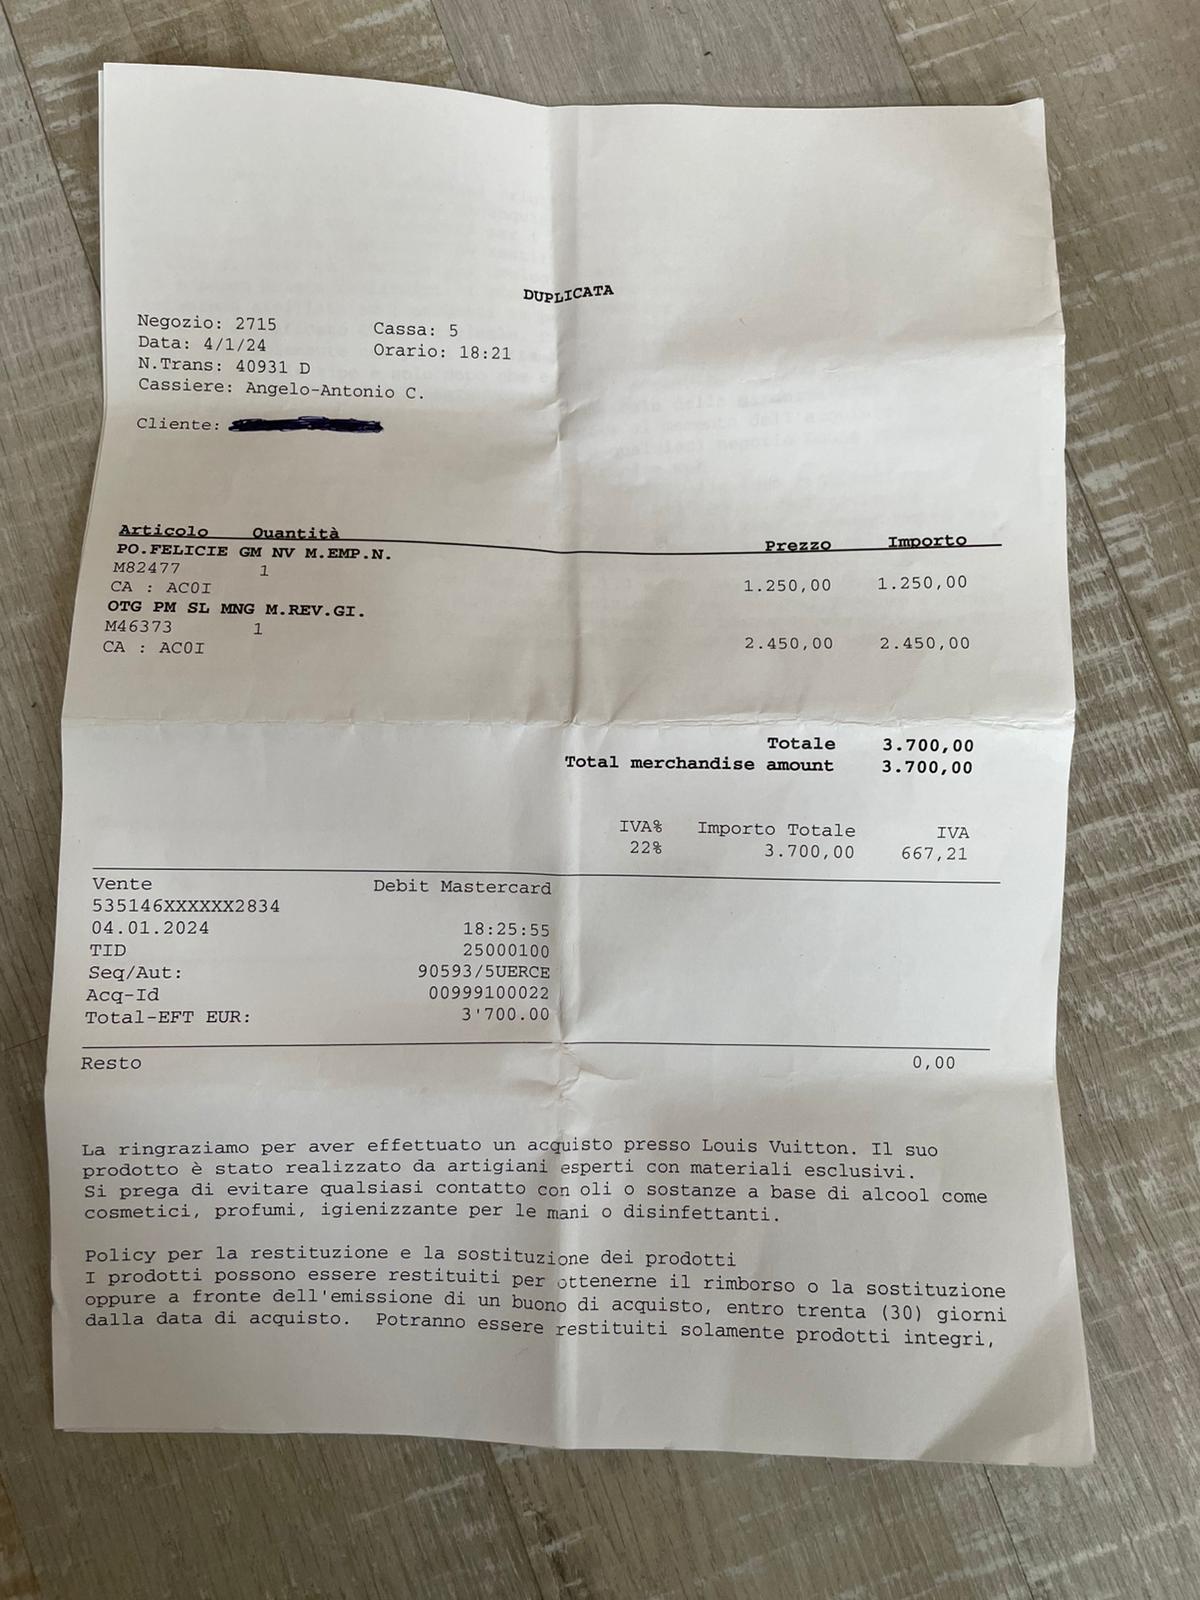 DUPLICATA
Negozio: 2715 Cassa: 5
Data: 4/1/24 Orario: 18:21
N.Trans: 40931 D
Cassiere: Angelo-Antonio C.
Cliente:
Articolo Quantità Prezzo Importo
PO.FELICIE GM NV M.EMP.N.
M82477 1 1.250,00 1.250,00
CA : AC0I
OTG PM SL MNG M.REV.GI.
M46373 1 2.450,00 2.450,00
CA : AC0I
Totale 3.700,00
Total merchandise amount 3.700,00
IVA% Importo Totale IVA
22% 3.700,00 667,21
Vente Debit Mastercard
535146XXXXXX2834
04.01.2024 18:25:55
TID 25000100
Seq/Aut: 90593/5UERCE
Acq-Id 00999100022
Total-EFT EUR: 3'700.00
Resto 0,00
La ringraziamo per aver effettuato un acquisto presso Louis Vuitton. Il suo
prodotto è stato realizzato da artigiani esperti con materiali esclusivi.
Si prega di evitare qualsiasi contatto con oli o sostanze a base di alcool come
cosmetici, profumi, igienizzante per le mani o disinfettanti.
Policy per la restituzione e la sostituzione dei prodotti
I prodotti possono essere restituiti per ottenerne il rimborso o la sostituzione
oppure a fronte dell'emissione di un buono di acquisto, entro trenta (30) giorni
dalla data di acquisto. Potranno essere restituiti solamente prodotti integri,